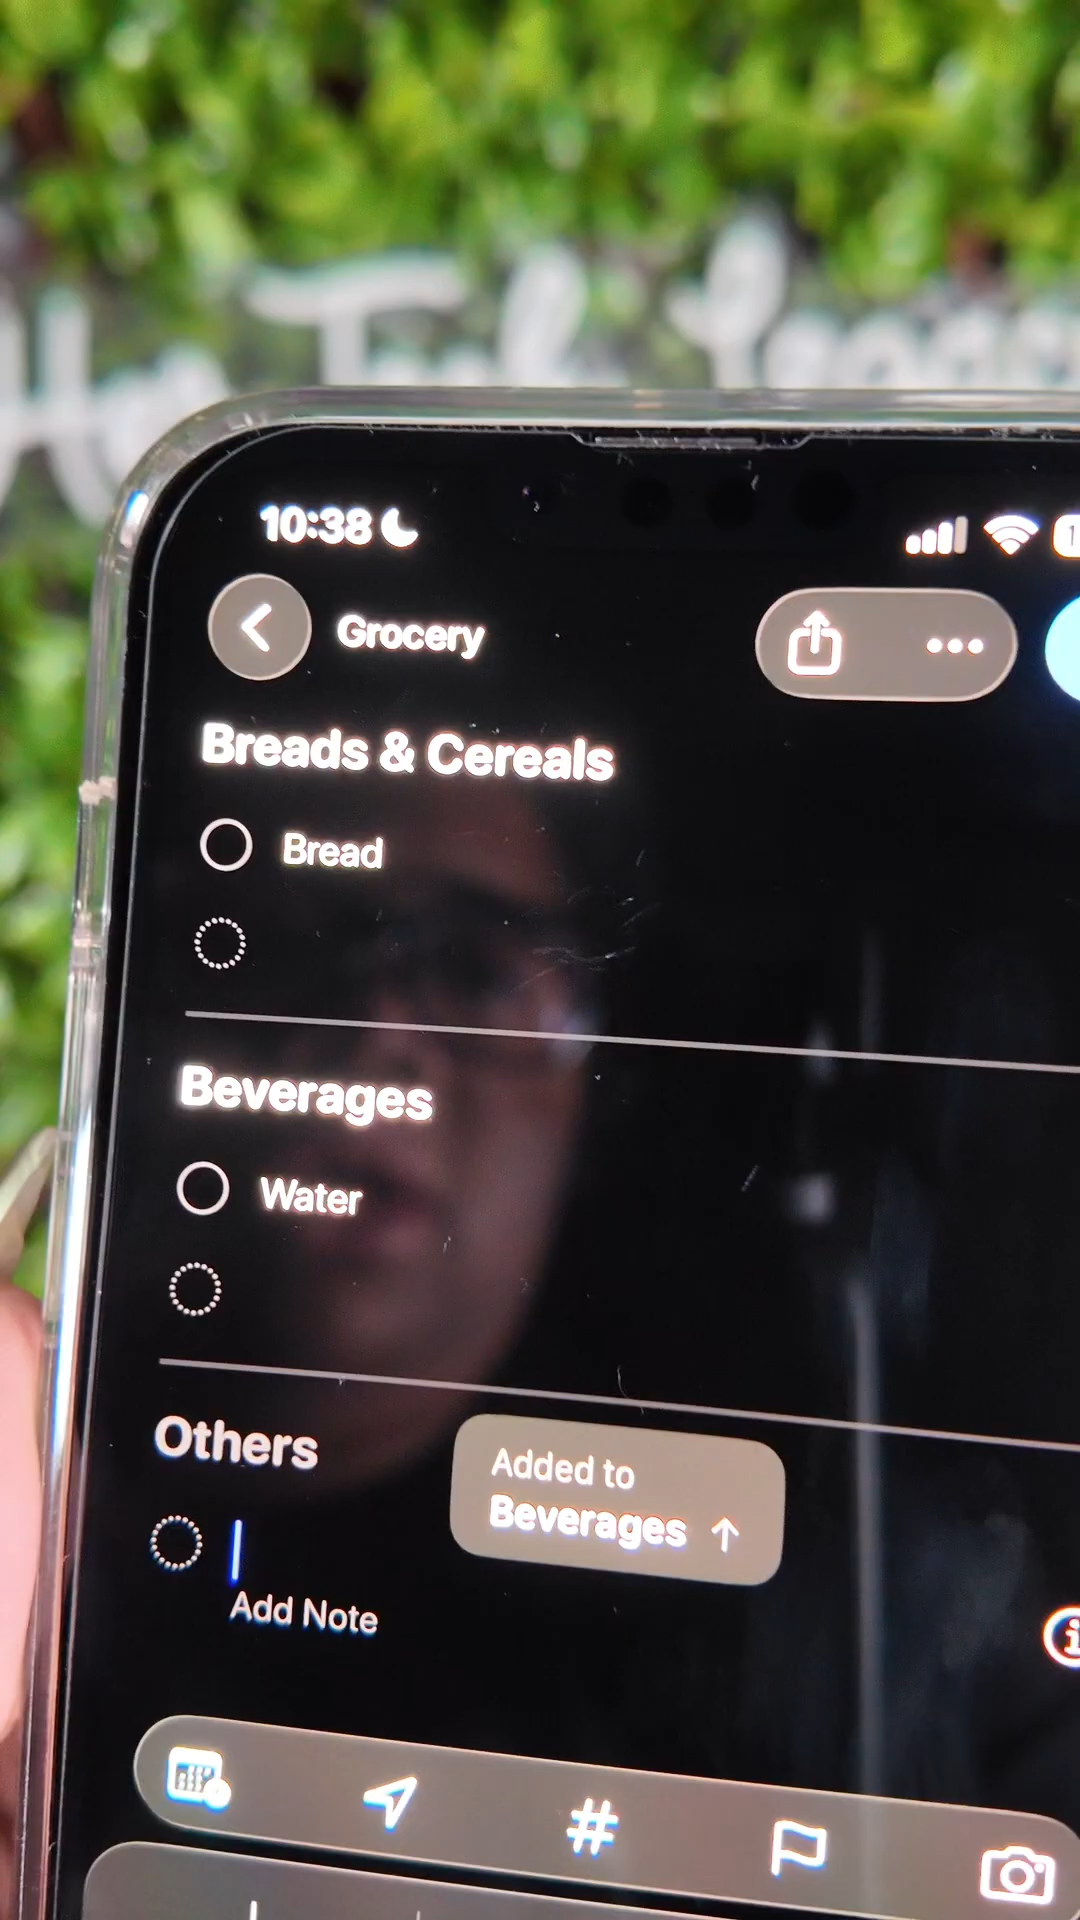 10:38
Grocery
Breads & Cereals
Bread
Beverages
Water
Others
Added to
Beverages ↑
Add Note